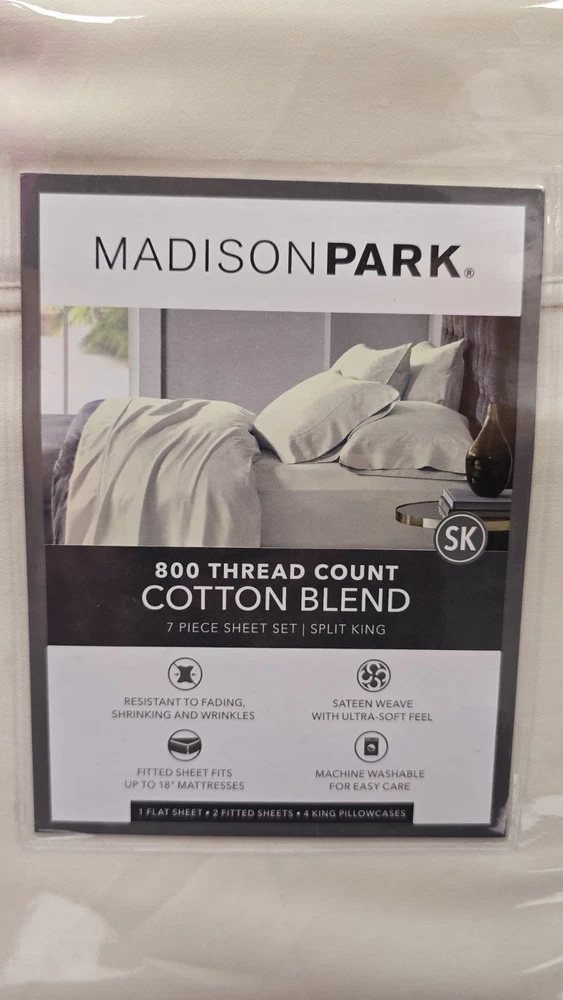 MADISONPARK®
SK
800 THREAD COUNT
COTTON BLEND
7 PIECE SHEET SET | SPLIT KING
RESISTANT TO FADING,
SHRINKING AND WRINKLES
SATEEN WEAVE
WITH ULTRA-SOFT FEEL
FITTED SHEET FITS
UP TO 18" MATTRESSES
MACHINE WASHABLE
FOR EASY CARE
1 FLAT SHEET • 2 FITTED SHEETS • 4 KING PILLOWCASES